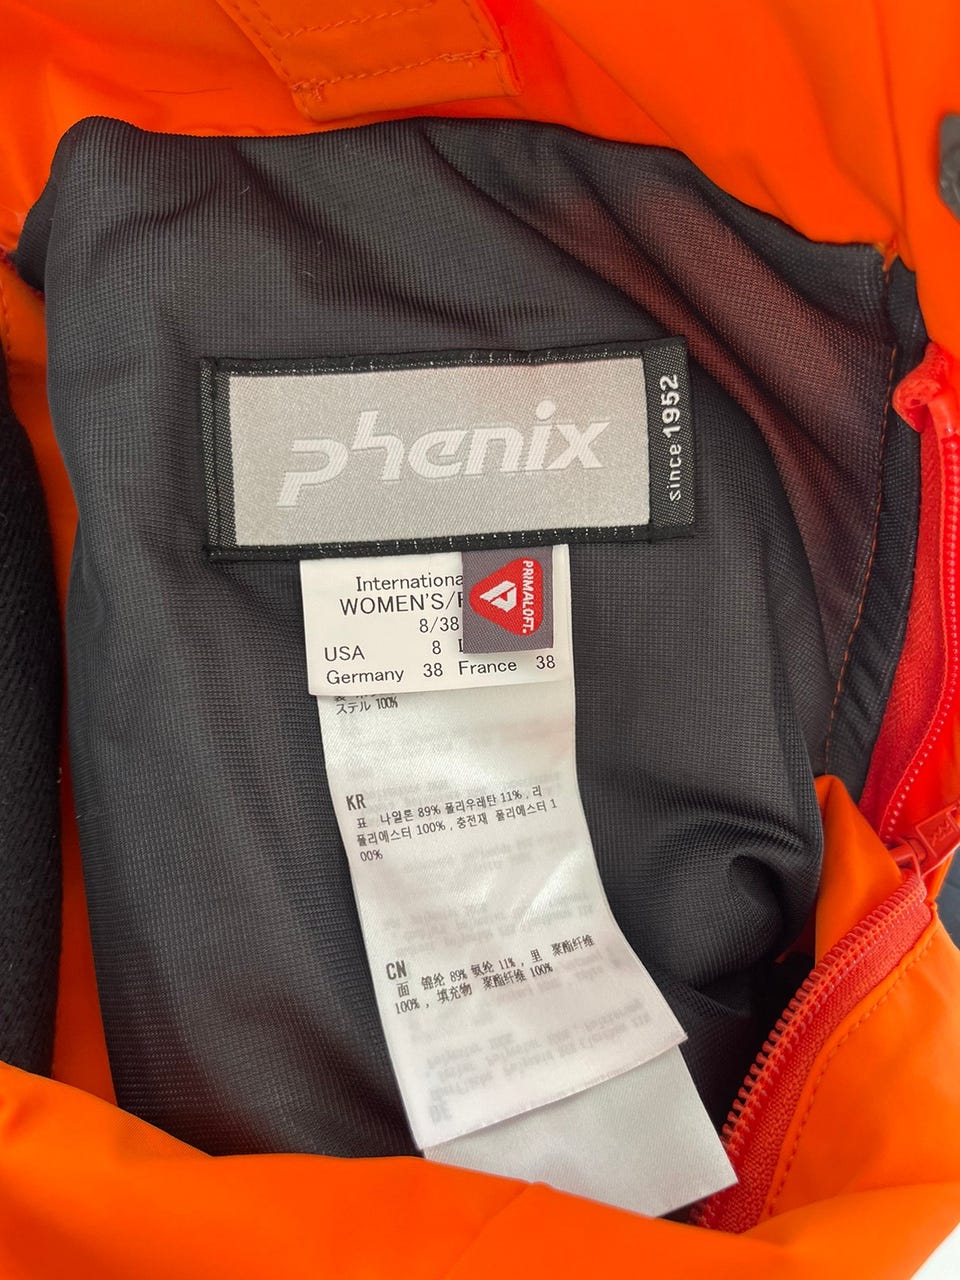 phenix
since 1952
PRIMALOFT.
Internationa
WOMEN'S/
8/38
USA 8
Germany 38 France 38
ステル 100%
KR
표 나일론 89% 폴리우레탄 11% , 리
폴리에스터 100% , 충전재 폴리에스터 1
00%
CN
面 锦纶 89% 氨纶 11% , 里 聚酯纤维
100% , 填充物 聚酯纤维 100%